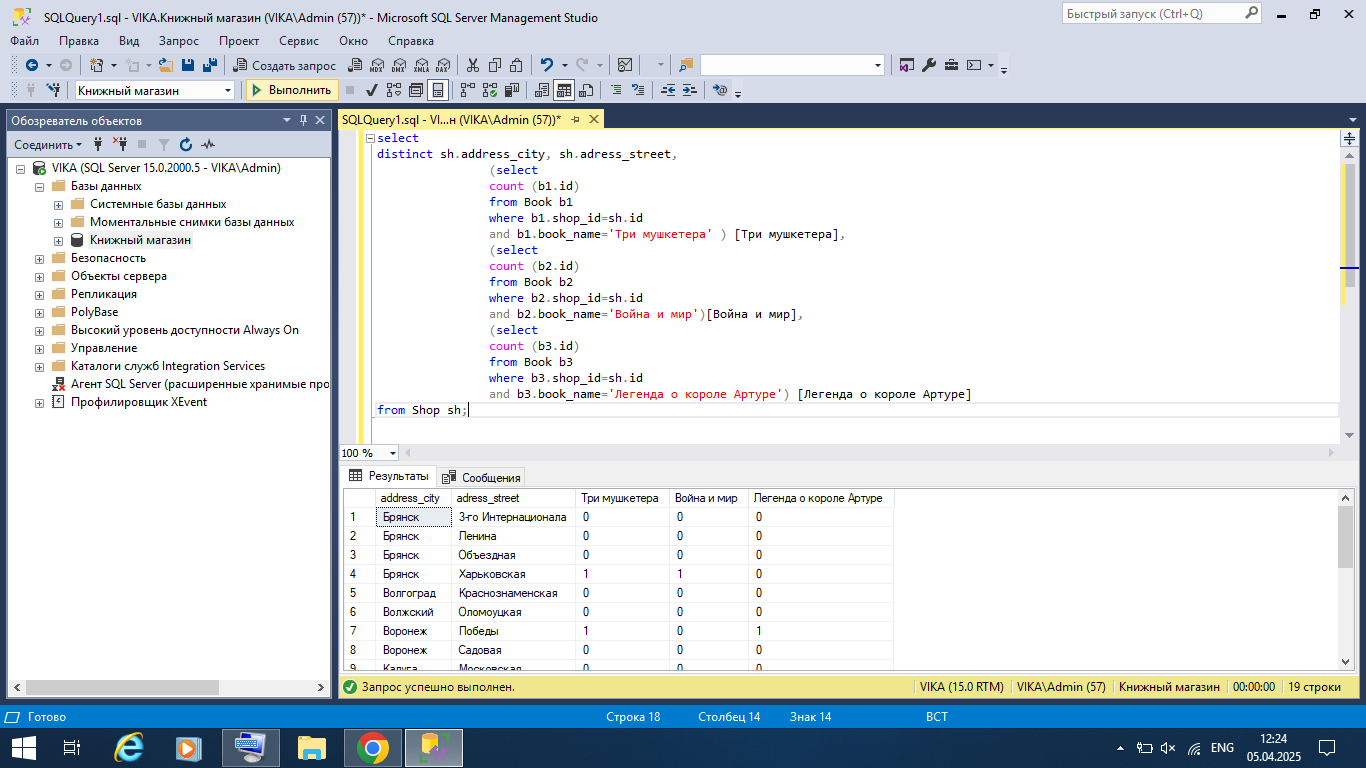 SQLQuery1.sql - VIKA.Книжный магазин (VIKA\Admin (57))* - Microsoft SQL Server Management Studio
Быстрый запуск (Ctrl+Q)
Файл Правка Вид Запрос Проект Сервис Окно Справка
Создать запрос MDX DMX XMLA DAX
Книжный магазин Выполнить
Обозреватель объектов
Соединить
VIKA (SQL Server 15.0.2000.5 - VIKA\Admin)
Базы данных
Системные базы данных
Моментальные снимки базы данных
Книжный магазин
Безопасность
Объекты сервера
Репликация
PolyBase
Высокий уровень доступности Always On
Управление
Каталоги служб Integration Services
Агент SQL Server (расширенные хранимые про
Профилировщик XEvent
SQLQuery1.sql - VI...н (VIKA\Admin (57))*
select
distinct sh.address_city, sh.adress_street,
(select
count (b1.id)
from Book b1
where b1.shop_id=sh.id
and b1.book_name='Три мушкетера' ) [Три мушкетера],
(select
count (b2.id)
from Book b2
where b2.shop_id=sh.id
and b2.book_name='Война и мир')[Война и мир],
(select
count (b3.id)
from Book b3
where b3.shop_id=sh.id
and b3.book_name='Легенда о короле Артуре') [Легенда о короле Артуре]
from Shop sh;
100 %
Результаты Сообщения
address_city adress_street Три мушкетера Война и мир Легенда о короле Артуре
1 Брянск 3-го Интернационала 0 0 0
2 Брянск Ленина 0 0 0
3 Брянск Объездная 0 0 0
4 Брянск Харьковская 1 1 0
5 Волгоград Краснознаменская 0 0 0
6 Волжский Оломоуцкая 0 0 0
7 Воронеж Победы 1 0 1
8 Воронеж Садовая 0 0 0
9 Калуга Московская 0 0 0
Запрос успешно выполнен. VIKA (15.0 RTM) VIKA\Admin (57) Книжный магазин 00:00:00 19 строки
Готово Строка 18 Столбец 14 Знак 14 ВСТ
ENG 12:24
05.04.2025